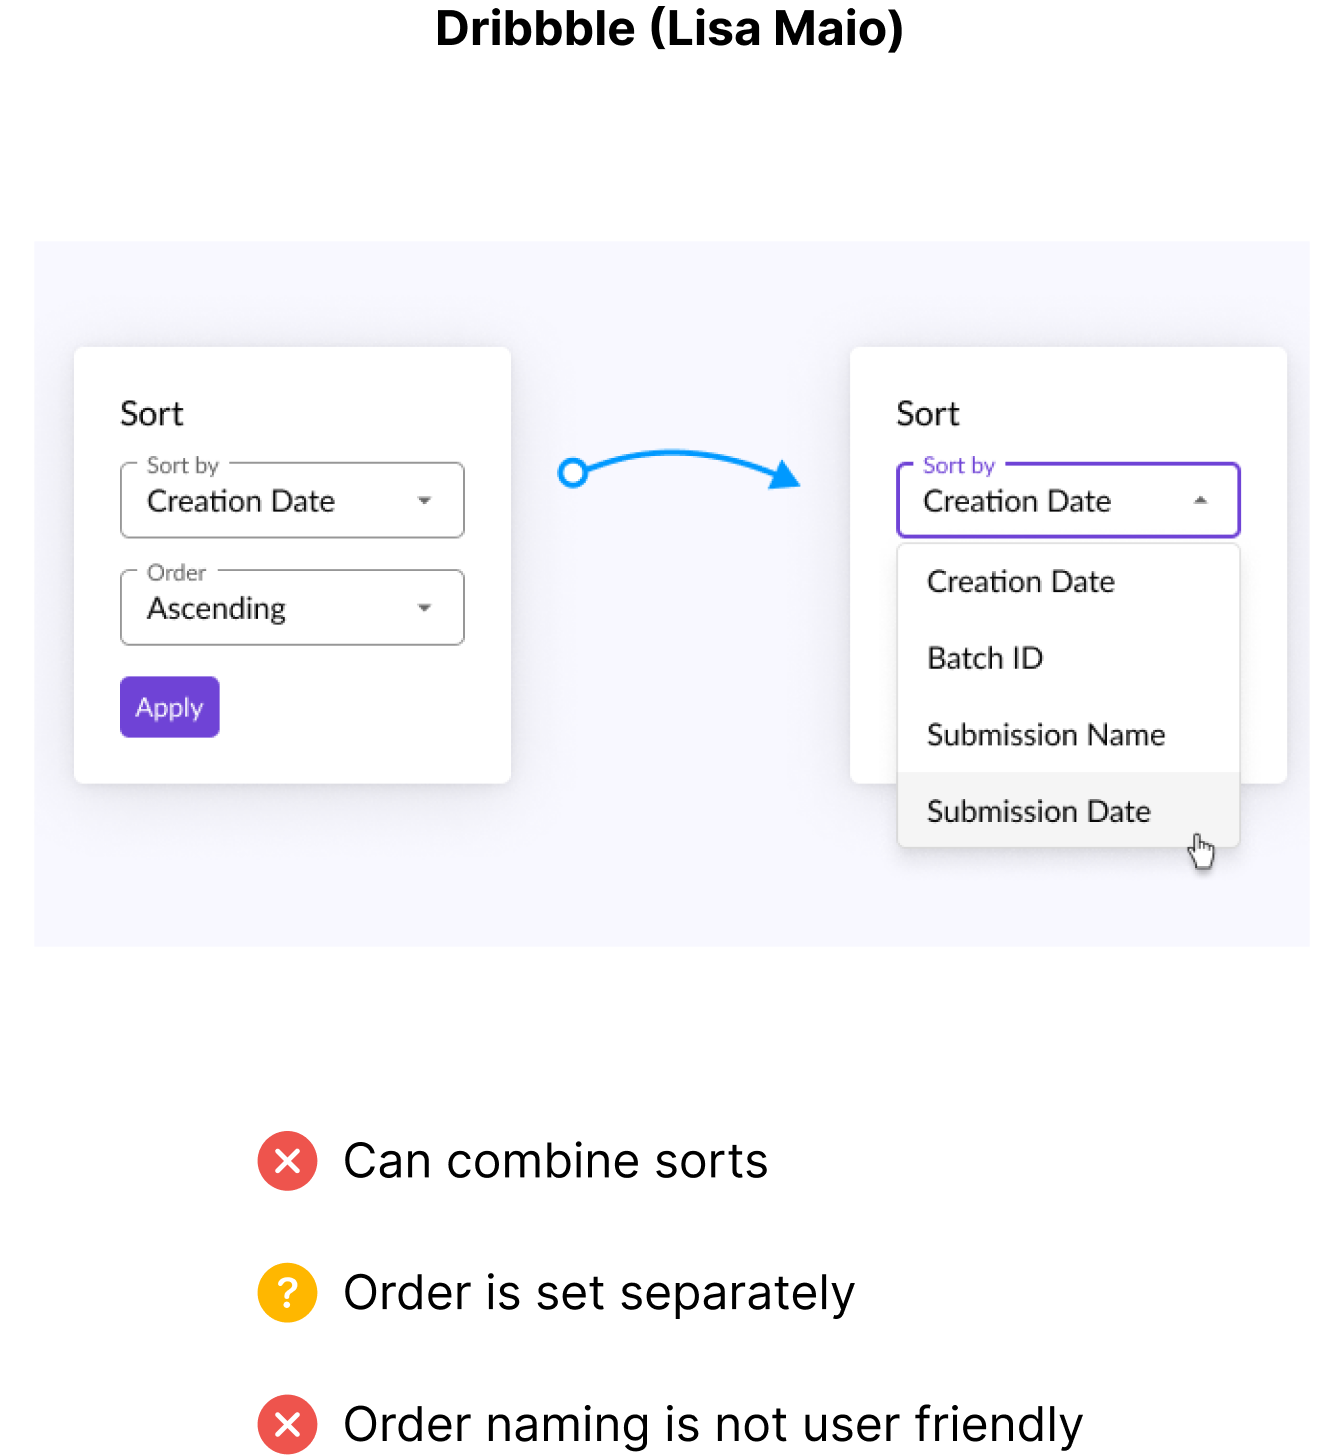 Dribbble (Lisa Maio)
Sort
Sort by
Creation Date
Order
Ascending
Apply
Sort
Sort by
Creation Date
Creation Date
Batch ID
Submission Name
Submission Date
Can combine sorts
? Order is set separately
Order naming is not user friendly